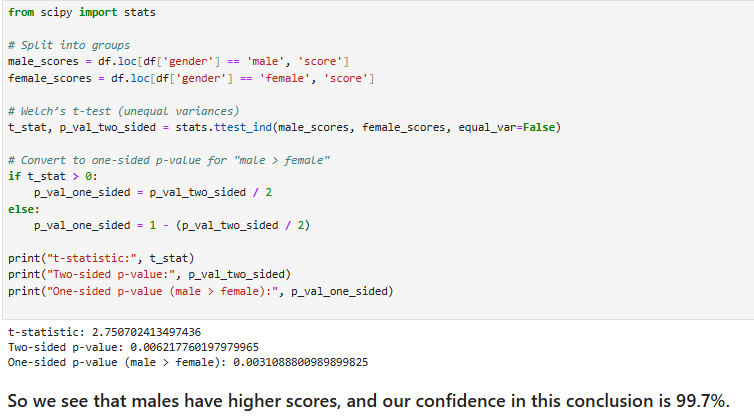 from scipy import stats
# Split into groups
male_scores = df.loc[df['gender'] == 'male', 'score']
female_scores = df.loc[df['gender'] == 'female', 'score']
# Welch’s t-test (unequal variances)
t_stat, p_val_two_sided = stats.ttest_ind(male_scores, female_scores, equal_var=False)
# Convert to one-sided p-value for "male > female"
if t_stat > 0:
    p_val_one_sided = p_val_two_sided / 2
else:
    p_val_one_sided = 1 - (p_val_two_sided / 2)
print("t-statistic:", t_stat)
print("Two-sided p-value:", p_val_two_sided)
print("One-sided p-value (male > female):", p_val_one_sided)
t-statistic: 2.750702413497436
Two-sided p-value: 0.006217760197979965
One-sided p-value (male > female): 0.0031088800989899825
So we see that males have higher scores, and our confidence in this conclusion is 99.7%.